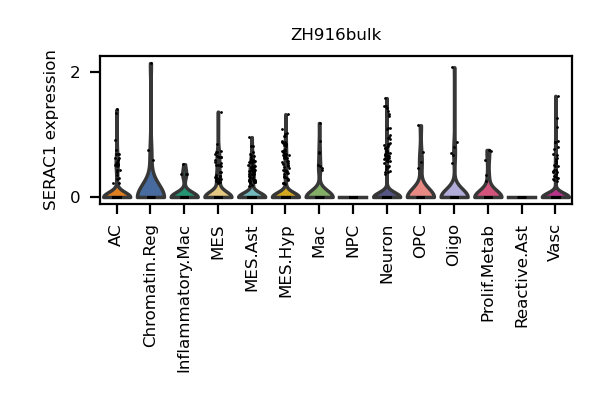 ZH916bulk
SERAC1 expression
2
0
AC
Chromatin.Reg
Inflammatory.Mac
MES
MES.Ast
MES.Hyp
Mac
NPC
Neuron
OPC
Oligo
Prolif.Metab
Reactive.Ast
Vasc